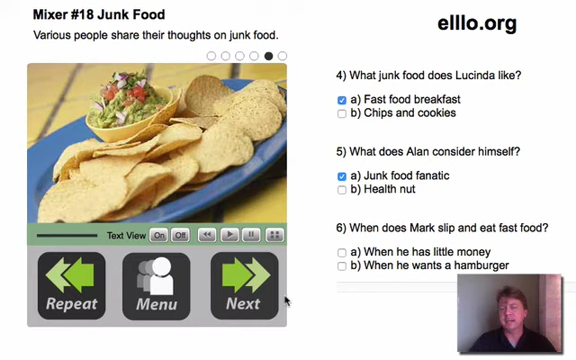 Mixer #18 Junk Food
Various people share their thoughts on junk food.
Text View On Off
Repeat
Menu
Next
elllo.org
4) What junk food does Lucinda like?
a) Fast food breakfast
b) Chips and cookies
5) What does Alan consider himself?
a) Junk food fanatic
b) Health nut
6) When does Mark slip and eat fast food?
a) When he has little money
b) When he wants a hamburger